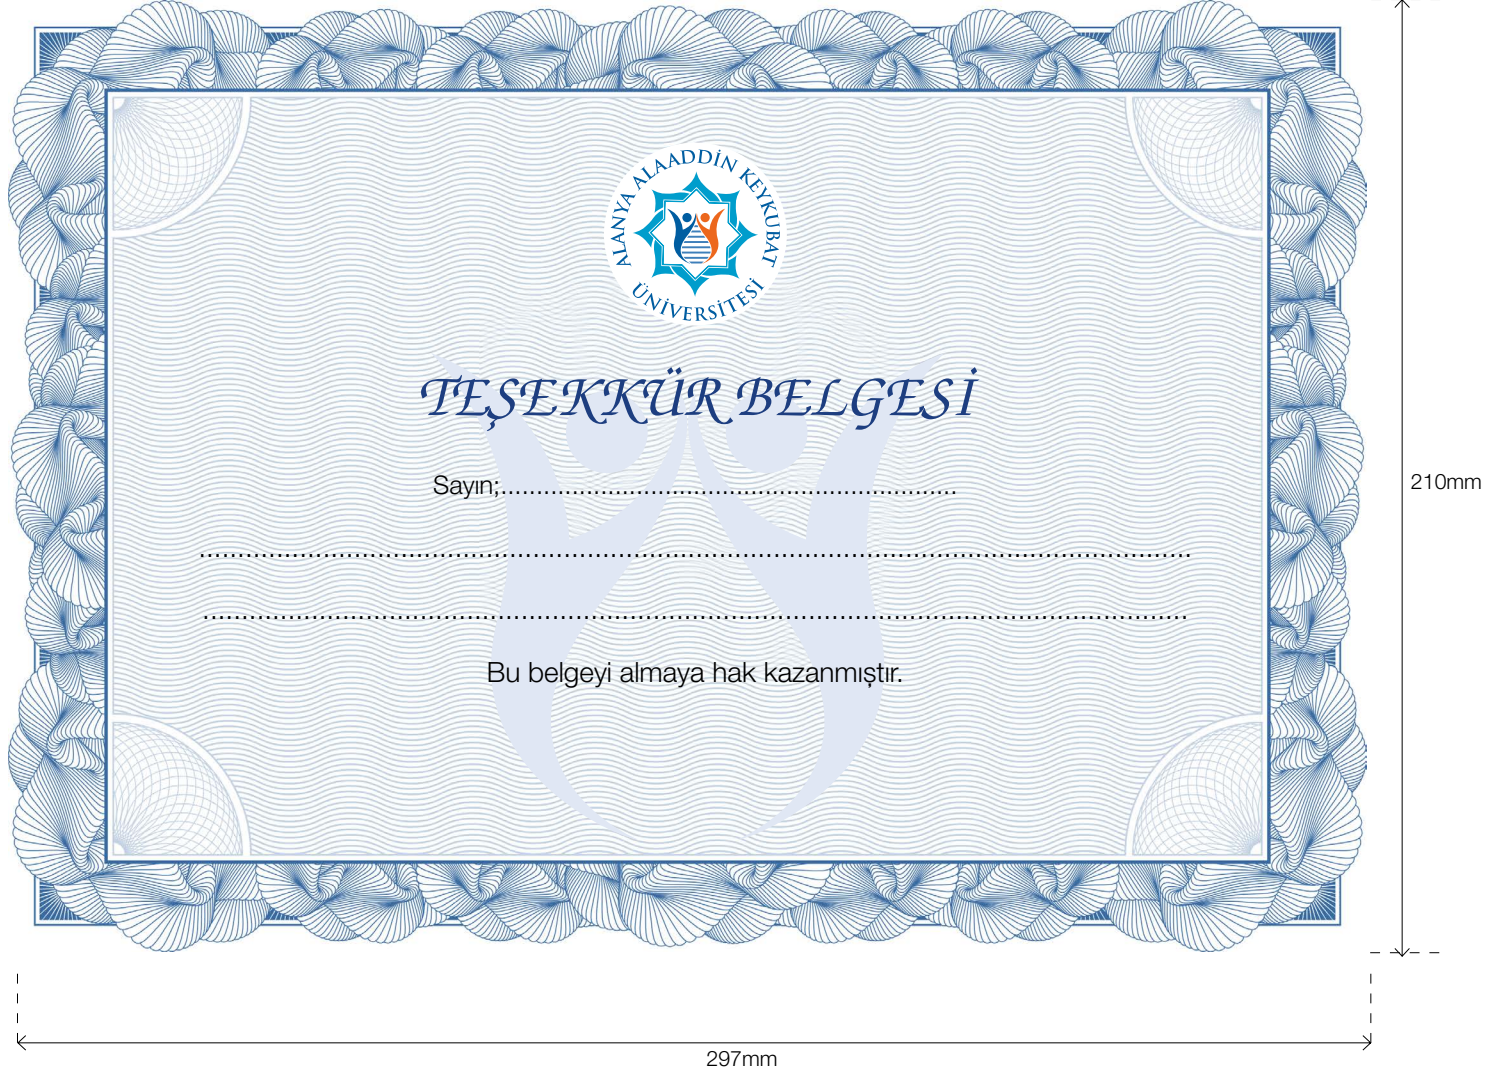 ALANYA ALAADDİN KEYKUBAT
ÜNİVERSİTESİ
TEŞEKKÜR BELGESİ
Sayın;................................................................
........................................................................................................................................
........................................................................................................................................
Bu belgeyi almaya hak kazanmıştır.
210mm
297mm